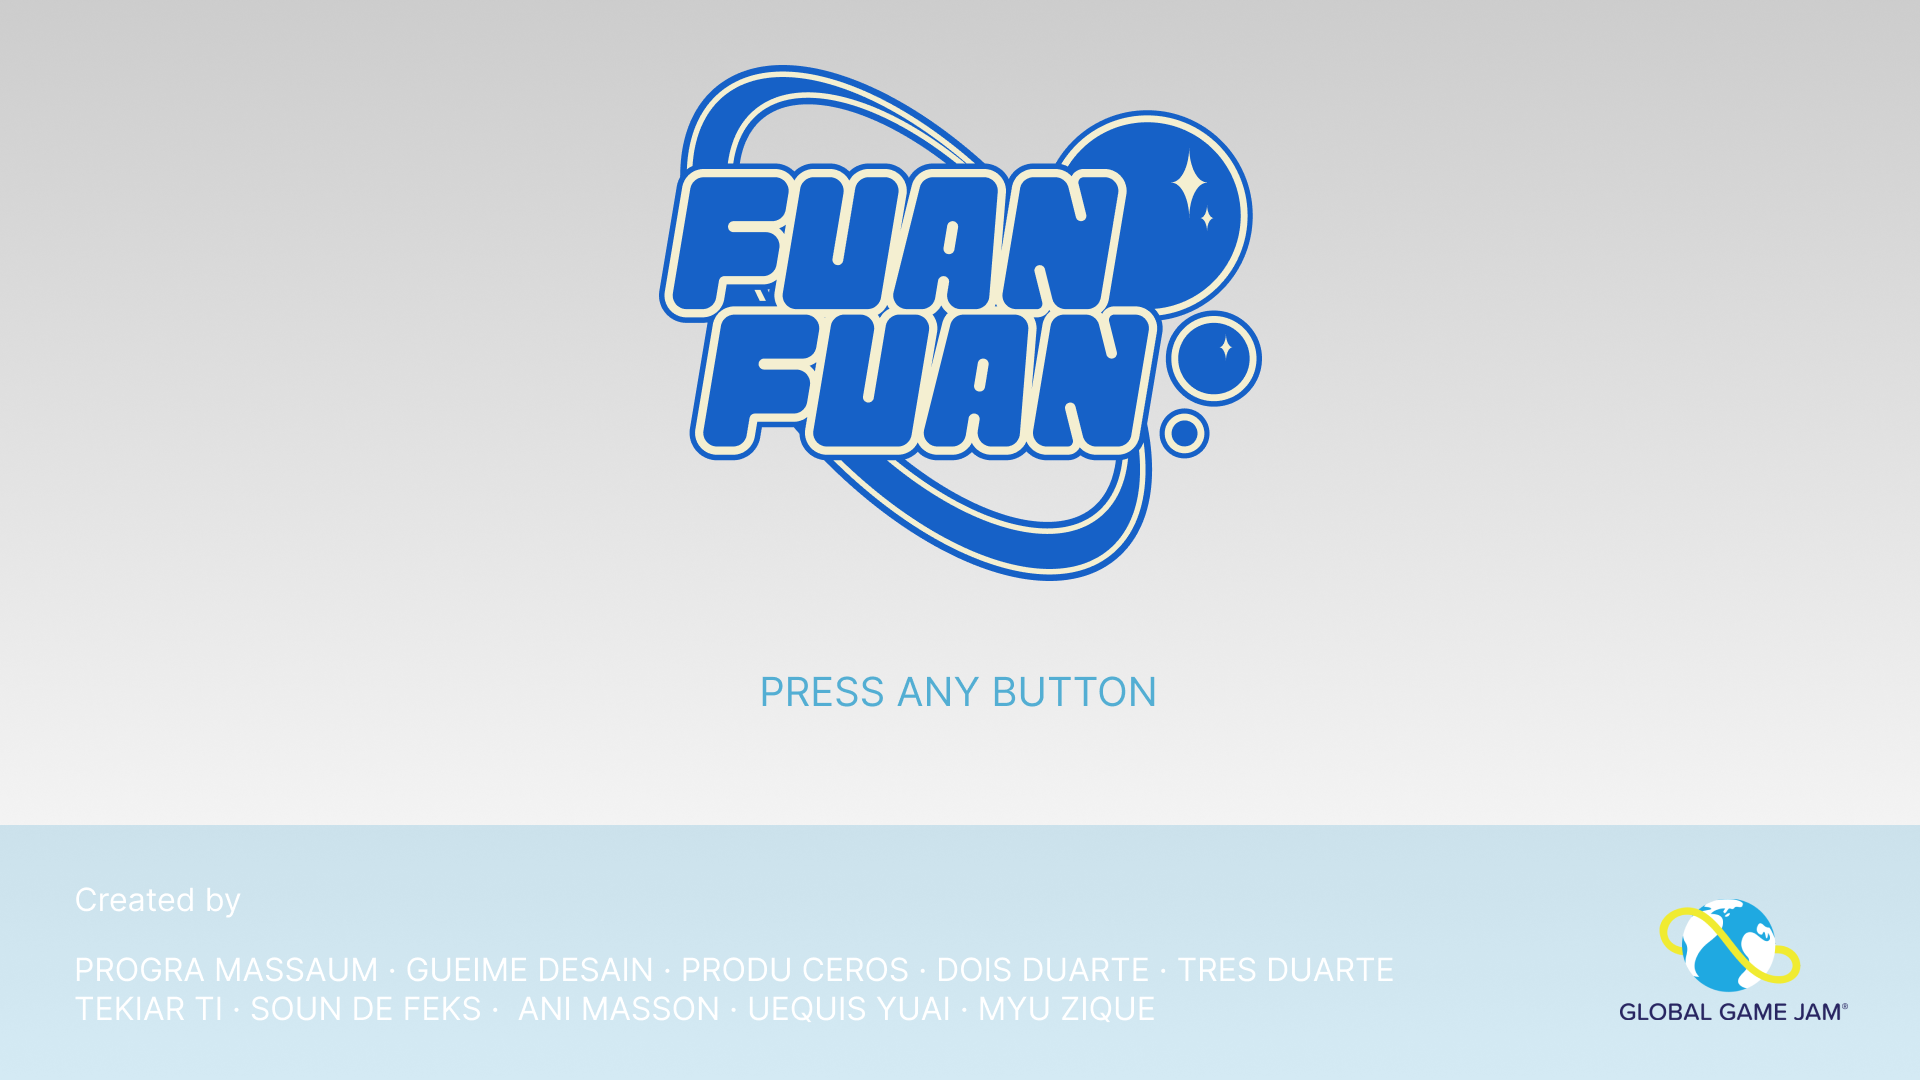 FUAN
FUAN
PRESS ANY BUTTON
Created by
PROGRA MASSAUM · GUEIME DESAIN · PRODU CEROS · DOIS DUARTE · TRES DUARTE
TEKIAR TI · SOUN DE FEKS · ANI MASSON · UEQUIS YUAI · MYU ZIQUE
GLOBAL GAME JAM®